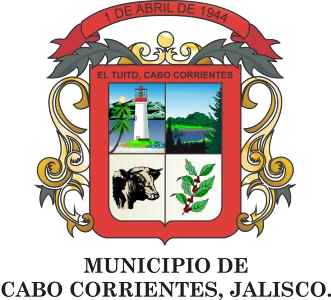 1 DE ABRIL DE 1944
EL TUITO, CABO CORRIENTES
MUNICIPIO DE
CABO CORRIENTES, JALISCO.